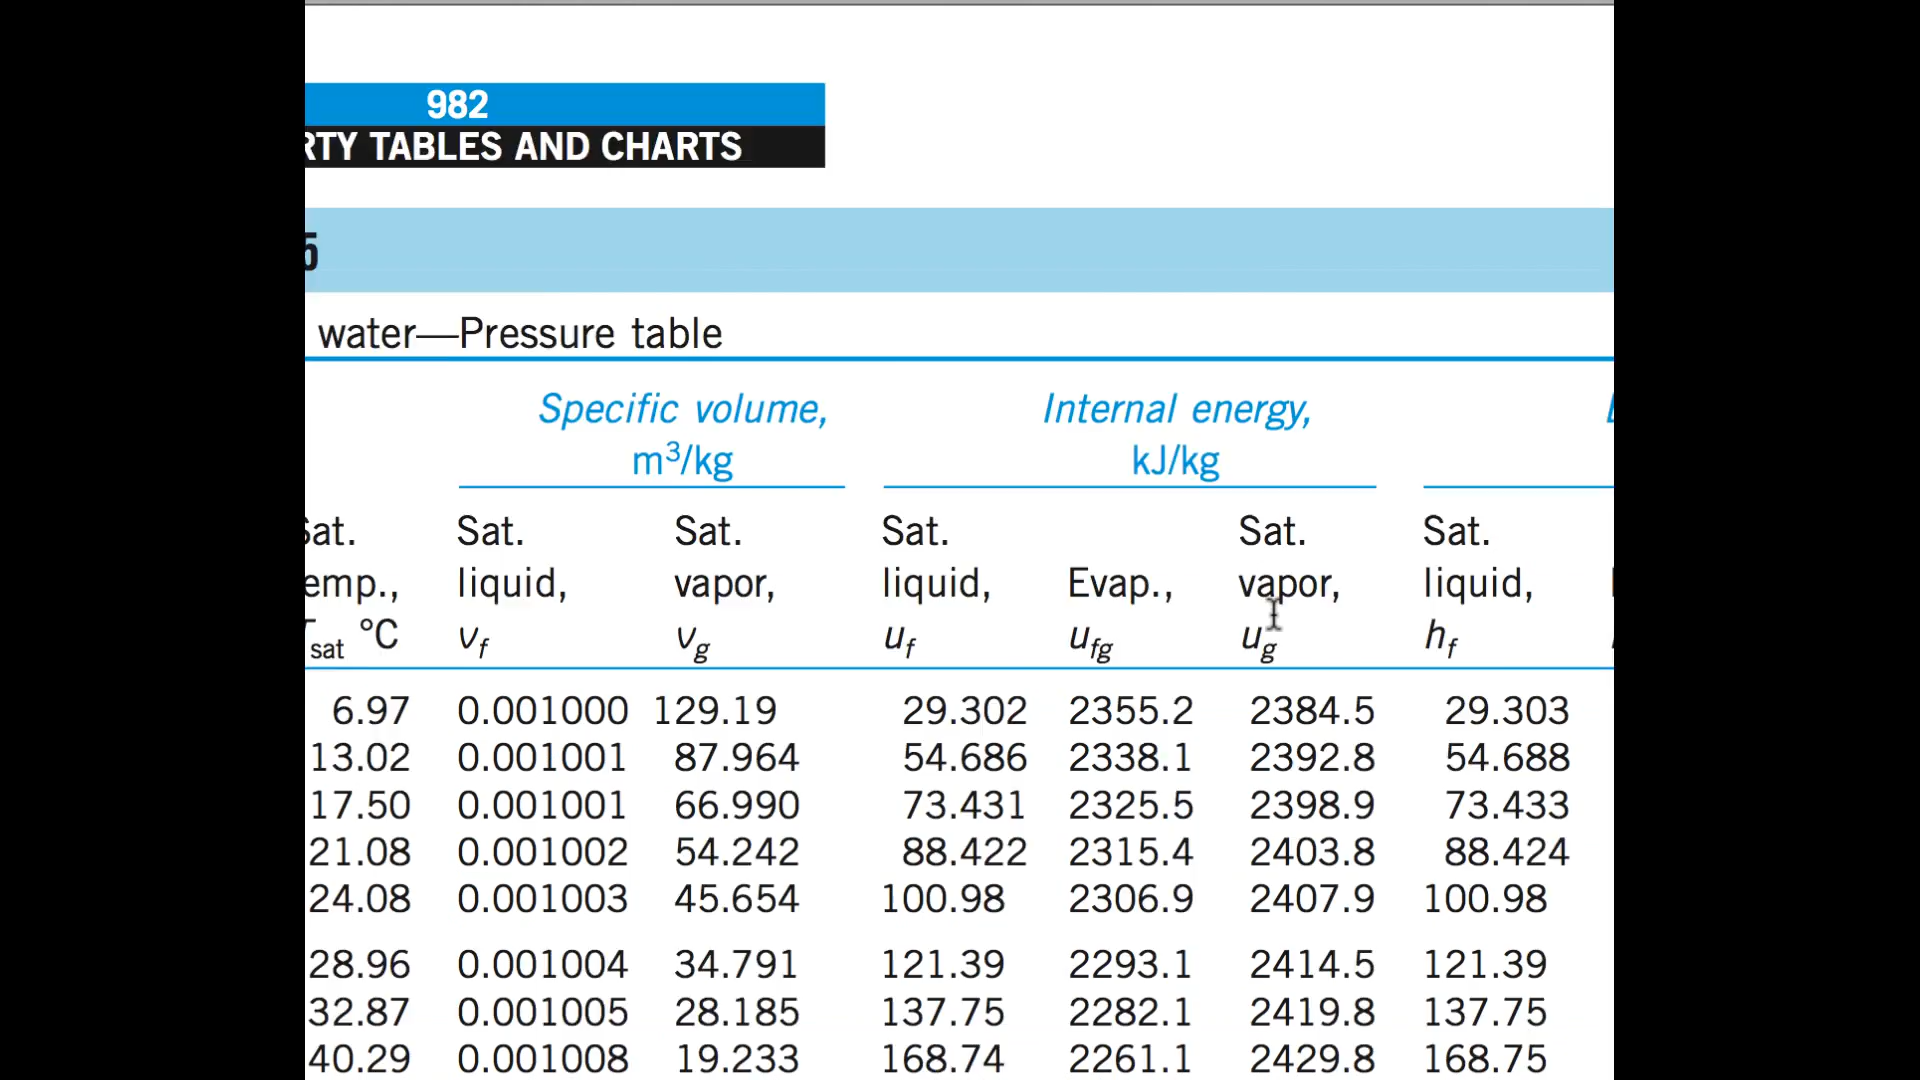 982
RTY TABLES AND CHARTS
5
water—Pressure table
Specific volume, Internal energy,
m³/kg kJ/kg
Sat. Sat. Sat. Sat. Sat. Sat.
emp., liquid, vapor, liquid, Evap., vapor, liquid,
Tsat °C vf vg uf ufg ug hf
6.97 0.001000 129.19 29.302 2355.2 2384.5 29.303
13.02 0.001001 87.964 54.686 2338.1 2392.8 54.688
17.50 0.001001 66.990 73.431 2325.5 2398.9 73.433
21.08 0.001002 54.242 88.422 2315.4 2403.8 88.424
24.08 0.001003 45.654 100.98 2306.9 2407.9 100.98
28.96 0.001004 34.791 121.39 2293.1 2414.5 121.39
32.87 0.001005 28.185 137.75 2282.1 2419.8 137.75
40.29 0.001008 19.233 168.74 2261.1 2429.8 168.75